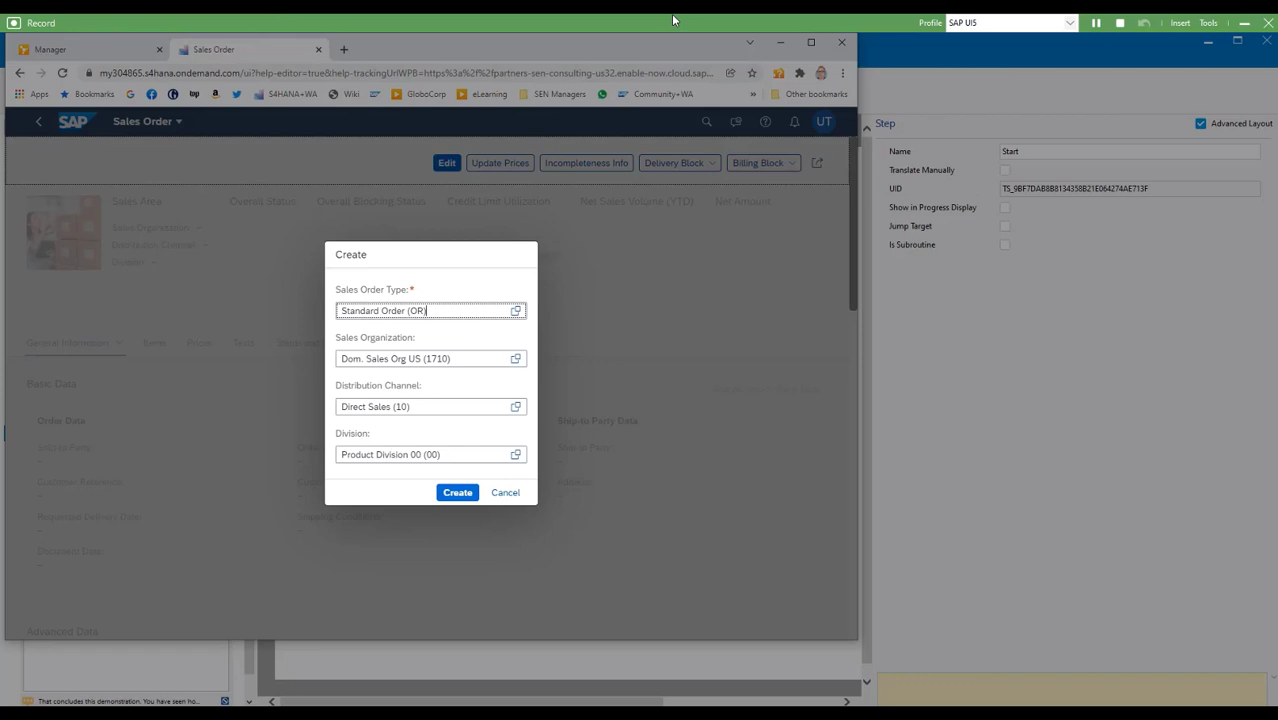 Record
Profile SAP UI5 Insert Tools
Manager Sales Order
my304865.s4hana.ondemand.com/ui?help-editor=true&help-trackingUrlWPB=https%3a%2f%2fpartners-sen-consulting-us32.enable-now.cloud.sap...
Apps Bookmarks S4HANA+WA Wiki GloboCorp eLearning SEN Managers Community+WA » Other bookmarks
SAP Sales Order UT
Step Advanced Layout
Edit Update Prices Incompleteness Info Delivery Block Billing Block
Name Start
Translate Manually
UID TS_9BF7DAB8B8134358B21E064274AE713F
Show in Progress Display
Jump Target
Is Subroutine
Sales Area Overall Status Overall Blocking Status Credit Limit Utilization Net Sales Volume (YTD) Net Amount
Sales Organization: –
Distribution Channel: –
Division: –
Create
Sales Order Type:*
Standard Order (OR)
Sales Organization:
Dom. Sales Org US (1710)
Distribution Channel:
Direct Sales (10)
Division:
Product Division 00 (00)
Create Cancel
General Information Items Prices Texts
Basic Data
Order Data Ship-to Party Data
Sold-to Party:
Customer Reference:
Requested Delivery Date:
Shipping Conditions:
Document Date:
Advanced Data
That concludes this demonstration. You have seen ho...